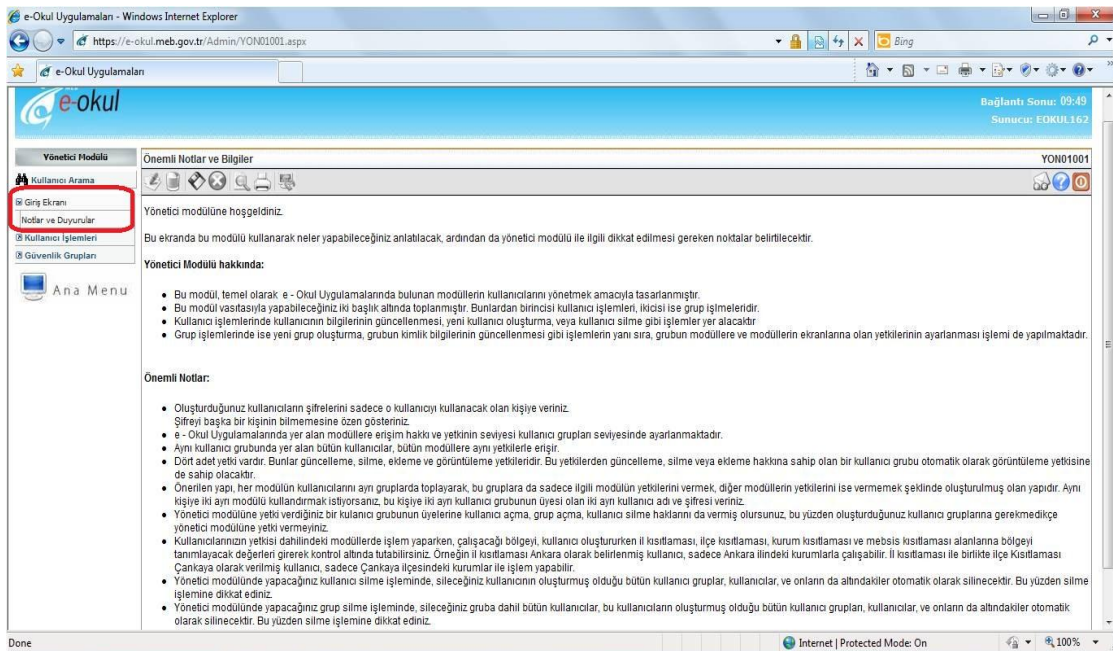 e-Okul Uygulamaları - Windows Internet Explorer
https://e-okul.meb.gov.tr/Admin/YON01001.aspx
Bing
e-Okul Uygulamaları
e-okul
Bağlantı Sonu: 09:49
Sunucu: EOKUL162
Yönetici Modülü
Kullanıcı Arama
Giriş Ekranı
Notlar ve Duyurular
Kullanıcı İşlemleri
Güvenlik Grupları
Ana Menu
Önemli Notlar ve Bilgiler
YON01001
Yönetici modülüne hoşgeldiniz.
Bu ekranda bu modülü kullanarak neler yapabileceğiniz anlatılacak, ardından da yönetici modülü ile ilgili dikkat edilmesi gereken noktalar belirtilecektir.
Yönetici Modülü hakkında:
• Bu modül, temel olarak e - Okul Uygulamalarında bulunan modüllerin kullanıcılarını yönetmek amacıyla tasarlanmıştır.
• Bu modül vasıtasıyla yapabileceğiniz iki başlık altında toplanmıştır. Bunlardan birincisi kullanıcı işlemleri, ikicisi ise grup işlmeleridir.
• Kullanıcı işlemlerinde kullanıcının bilgilerinin güncellenmesi, yeni kullanıcı oluşturma, veya kullanıcı silme gibi işlemler yer alacaktır
• Grup işlemlerinde ise yeni grup oluşturma, grubun kimlik bilgilerinin güncellenmesi gibi işlemlerin yanı sıra, grubun modüllere ve modüllerin ekranlarına olan yetkilerinin ayarlanması işlemi de yapılmaktadır.
Önemli Notlar:
• Oluşturduğunuz kullanıcıların şifrelerini sadece o kullanıcıyı kullanacak olan kişiye veriniz.
Şifreyi başka bir kişinin bilmemesine özen gösteriniz.
• e - Okul Uygulamalarında yer alan modüllere erişim hakkı ve yetkinin seviyesi kullanıcı grupları seviyesinde ayarlanmaktadır.
• Aynı kullanıcı grubunda yer alan bütün kullanıcılar, bütün modüllere aynı yetkilerle erişir.
• Dört adet yetki vardır. Bunlar güncelleme, silme, ekleme ve görüntüleme yetkileridir. Bu yetkilerden güncelleme, silme veya ekleme hakkına sahip olan bir kullanıcı grubu otomatik olarak görüntüleme yetkisine
de sahip olacaktır.
• Önerilen yapı, her modülün kullanıcılarını ayrı gruplarda toplayarak, bu gruplara da sadece ilgili modülün yetkilerini vermek, diğer modüllerin yetkilerini ise vermemek şeklinde oluşturulmuş olan yapıdır. Aynı
kişiye iki ayrı modülü kullandırmak istiyorsanız, bu kişiye iki ayrı kullanıcı grubunun üyesi olan iki ayrı kullanıcı adı ve şifresi veriniz.
• Yönetici modülüne yetki verdiğiniz bir kulanıcı grubunun üyelerine kullanıcı açma, grup açma, kullanıcı silme haklarını da vermiş olursunuz, bu yüzden oluşturduğunuz kullanıcı gruplarına gerekmedikçe
yönetici modülüne yetki vermeyiniz.
• Kullanıcılarınızın yetkisi dahilindeki modüllerde işlem yaparken, çalışacağı bölgeyi, kullanıcı oluştururken il kısıtlaması, ilçe kısıtlaması, kurum kısıtlaması ve mebsis kısıtlaması alanlarına bölgeyi
tanımlayacak değerleri girerek kontrol altında tutabilirsiniz. Örneğin il kısıtlaması Ankara olarak belirlenmiş kullanıcı, sadece Ankara ilindeki kurumlarla çalışabilir. İl kısıtlaması ile birlikte ilçe Kısıtlaması
Çankaya olarak verilmiş kullanıcı, sadece Çankaya ilçesindeki kurumlar ile işlem yapabilir.
• Yönetici modülünde yapacağınız kullanıcı silme işleminde, sileceğiniz kullanıcının oluşturmuş olduğu bütün kullanıcı gruplar, kullanıcılar, ve onların da altındakiler otomatik olarak silinecektir. Bu yüzden silme
işlemine dikkat ediniz.
• Yönetici modülünde yapacağınız grup silme işleminde, sileceğiniz gruba dahil bütün kullanıcılar, bu kullanıcıların oluşturmuş olduğu bütün kullanıcı grupları, kullanıcılar, ve onların da altındakiler otomatik
olarak silinecektir. Bu yüzden silme işlemine dikkat ediniz.
Done
Internet | Protected Mode: On
100%